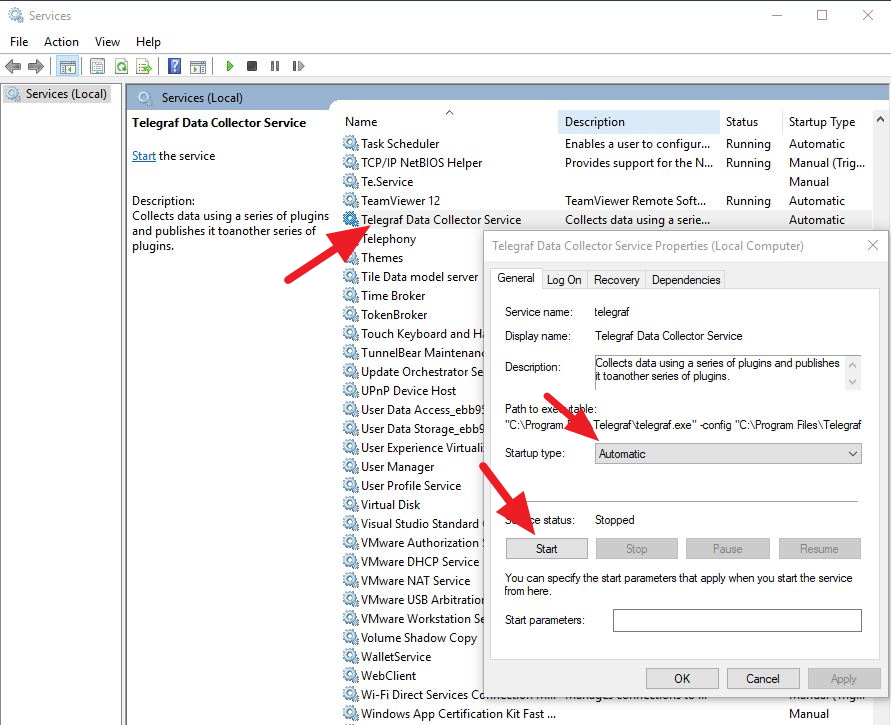 Services
File Action View Help
Services (Local)
Services (Local)
Telegraf Data Collector Service
Start the service
Description:
Collects data using a series of plugins
and publishes it toanother series of
plugins.
Name Description Status Startup Type
Task Scheduler Enables a user to configur... Running Automatic
TCP/IP NetBIOS Helper Provides support for the N... Running Manual (Trig...
Te.Service Manual
TeamViewer 12 TeamViewer Remote Soft... Running Automatic
Telegraf Data Collector Service Collects data using a serie... Automatic
Telephony
Themes
Tile Data model server
Time Broker
TokenBroker
Touch Keyboard and
TunnelBear Maintenanc
Update Orchestrator Se
UPnP Device Host
User Data Access_ebb95
User Data Storage_ebb9
User Experience Virtuali
User Manager
User Profile Service
Virtual Disk
Visual Studio Standard
VMware Authorization
VMware DHCP Service
VMware NAT Service
VMware USB Arbitration
VMware Workstation Se
Volume Shadow Copy
WalletService
WebClient
Wi-Fi Direct Services
Windows App Certification Kit Fast ...
Telegraf Data Collector Service Properties (Local Computer)
General Log On Recovery Dependencies
Service name: telegraf
Display name: Telegraf Data Collector Service
Description: Collects data using a series of plugins and publishes
it toanother series of plugins.
Path to executable:
"C:\Program Telegraf\telegraf.exe" -config "C:\Program Files\Telegraf
Startup type: Automatic
status: Stopped
Start Stop Pause Resume
You can specify the start parameters that apply when you start the service
from here.
Start parameters:
OK Cancel Apply
Manual